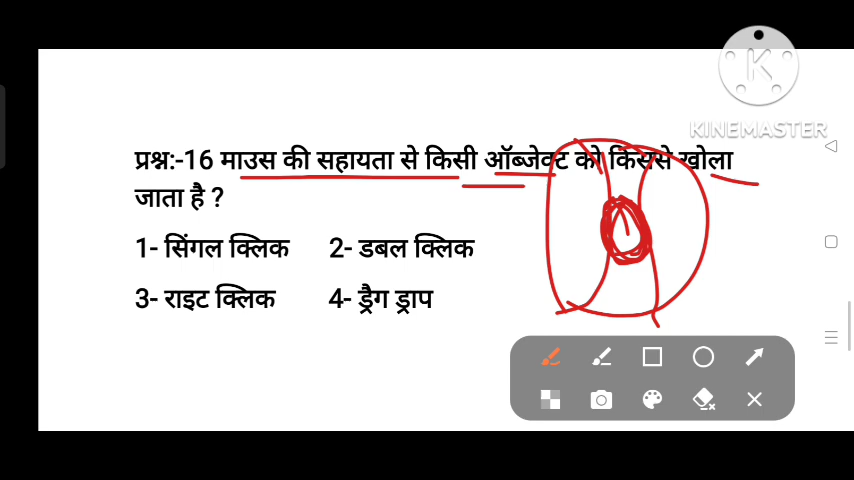 K
KINEMASTER
प्रश्न:-16 माउस की सहायता से किसी ऑब्जेक्ट को किससे खोला
जाता है ?
1- सिंगल क्लिक 2- डबल क्लिक
3- राइट क्लिक 4- ड्रैग ड्राप